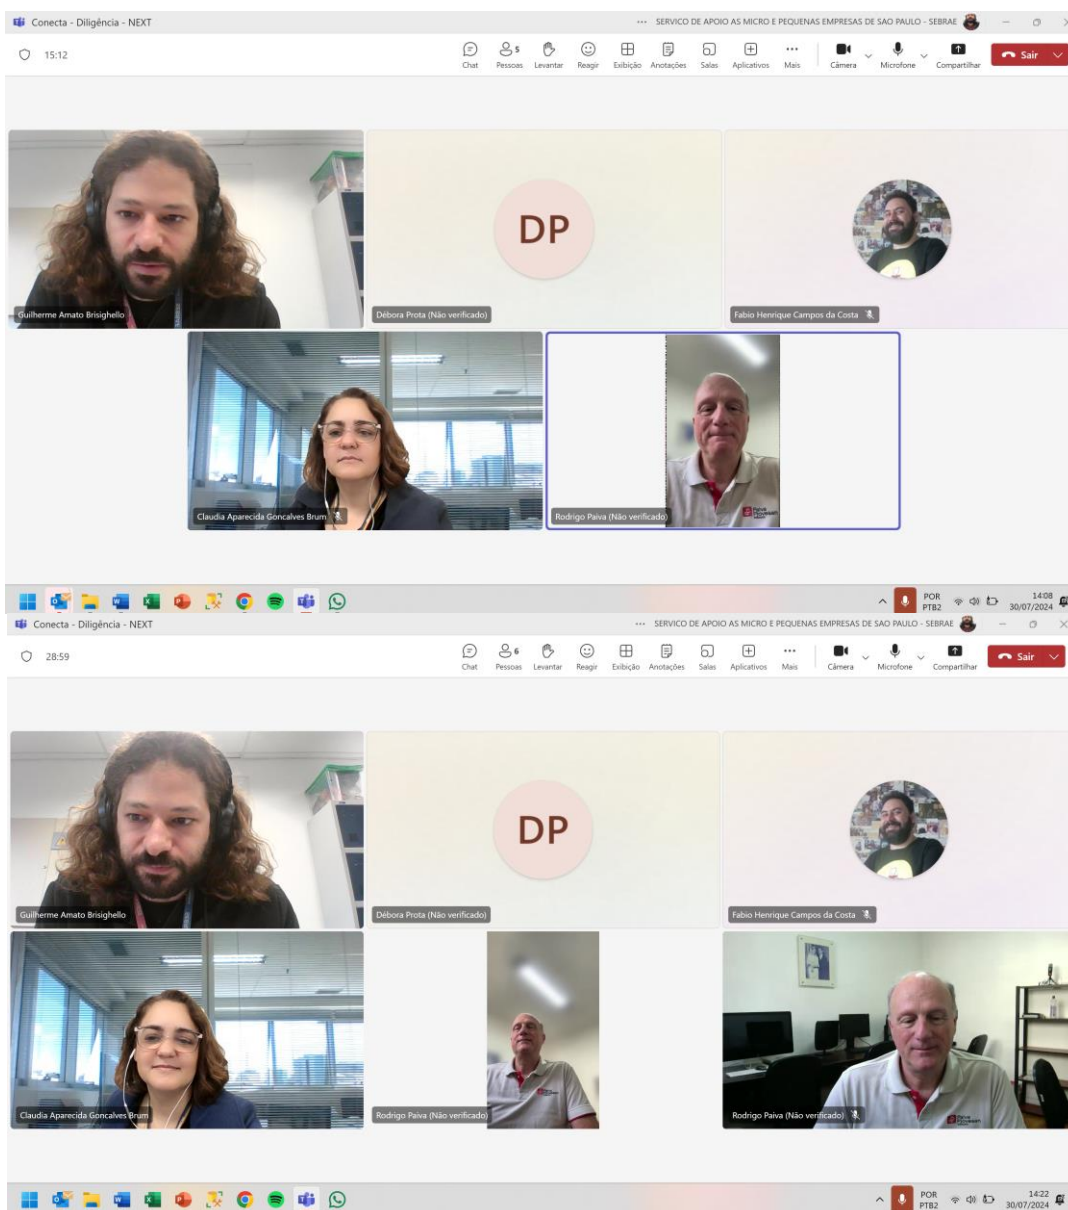 Conecta - Diligência - NEXT
SERVICO DE APOIO AS MICRO E PEQUENAS EMPRESAS DE SAO PAULO - SEBRAE
15:12
Chat
5
Pessoas
Levantar
Reagir
Exibição
Anotações
Salas
Aplicativos
Mais
Câmera
Microfone
Compartilhar
Sair
Guilherme Amato Brisighello
DP
Débora Prota (Não verificado)
Fabio Henrique Campos da Costa
Claudia Aparecida Goncalves Brum
Rodrigo Paiva (Não verificado)
POR
PTB2
14:08
30/07/2024
Conecta - Diligência - NEXT
SERVICO DE APOIO AS MICRO E PEQUENAS EMPRESAS DE SAO PAULO - SEBRAE
28:59
Chat
6
Pessoas
Levantar
Reagir
Exibição
Anotações
Salas
Aplicativos
Mais
Câmera
Microfone
Compartilhar
Sair
Guilherme Amato Brisighello
DP
Débora Prota (Não verificado)
Fabio Henrique Campos da Costa
Claudia Aparecida Goncalves Brum
Rodrigo Paiva (Não verificado)
Rodrigo Paiva (Não verificado)
POR
PTB2
14:22
30/07/2024